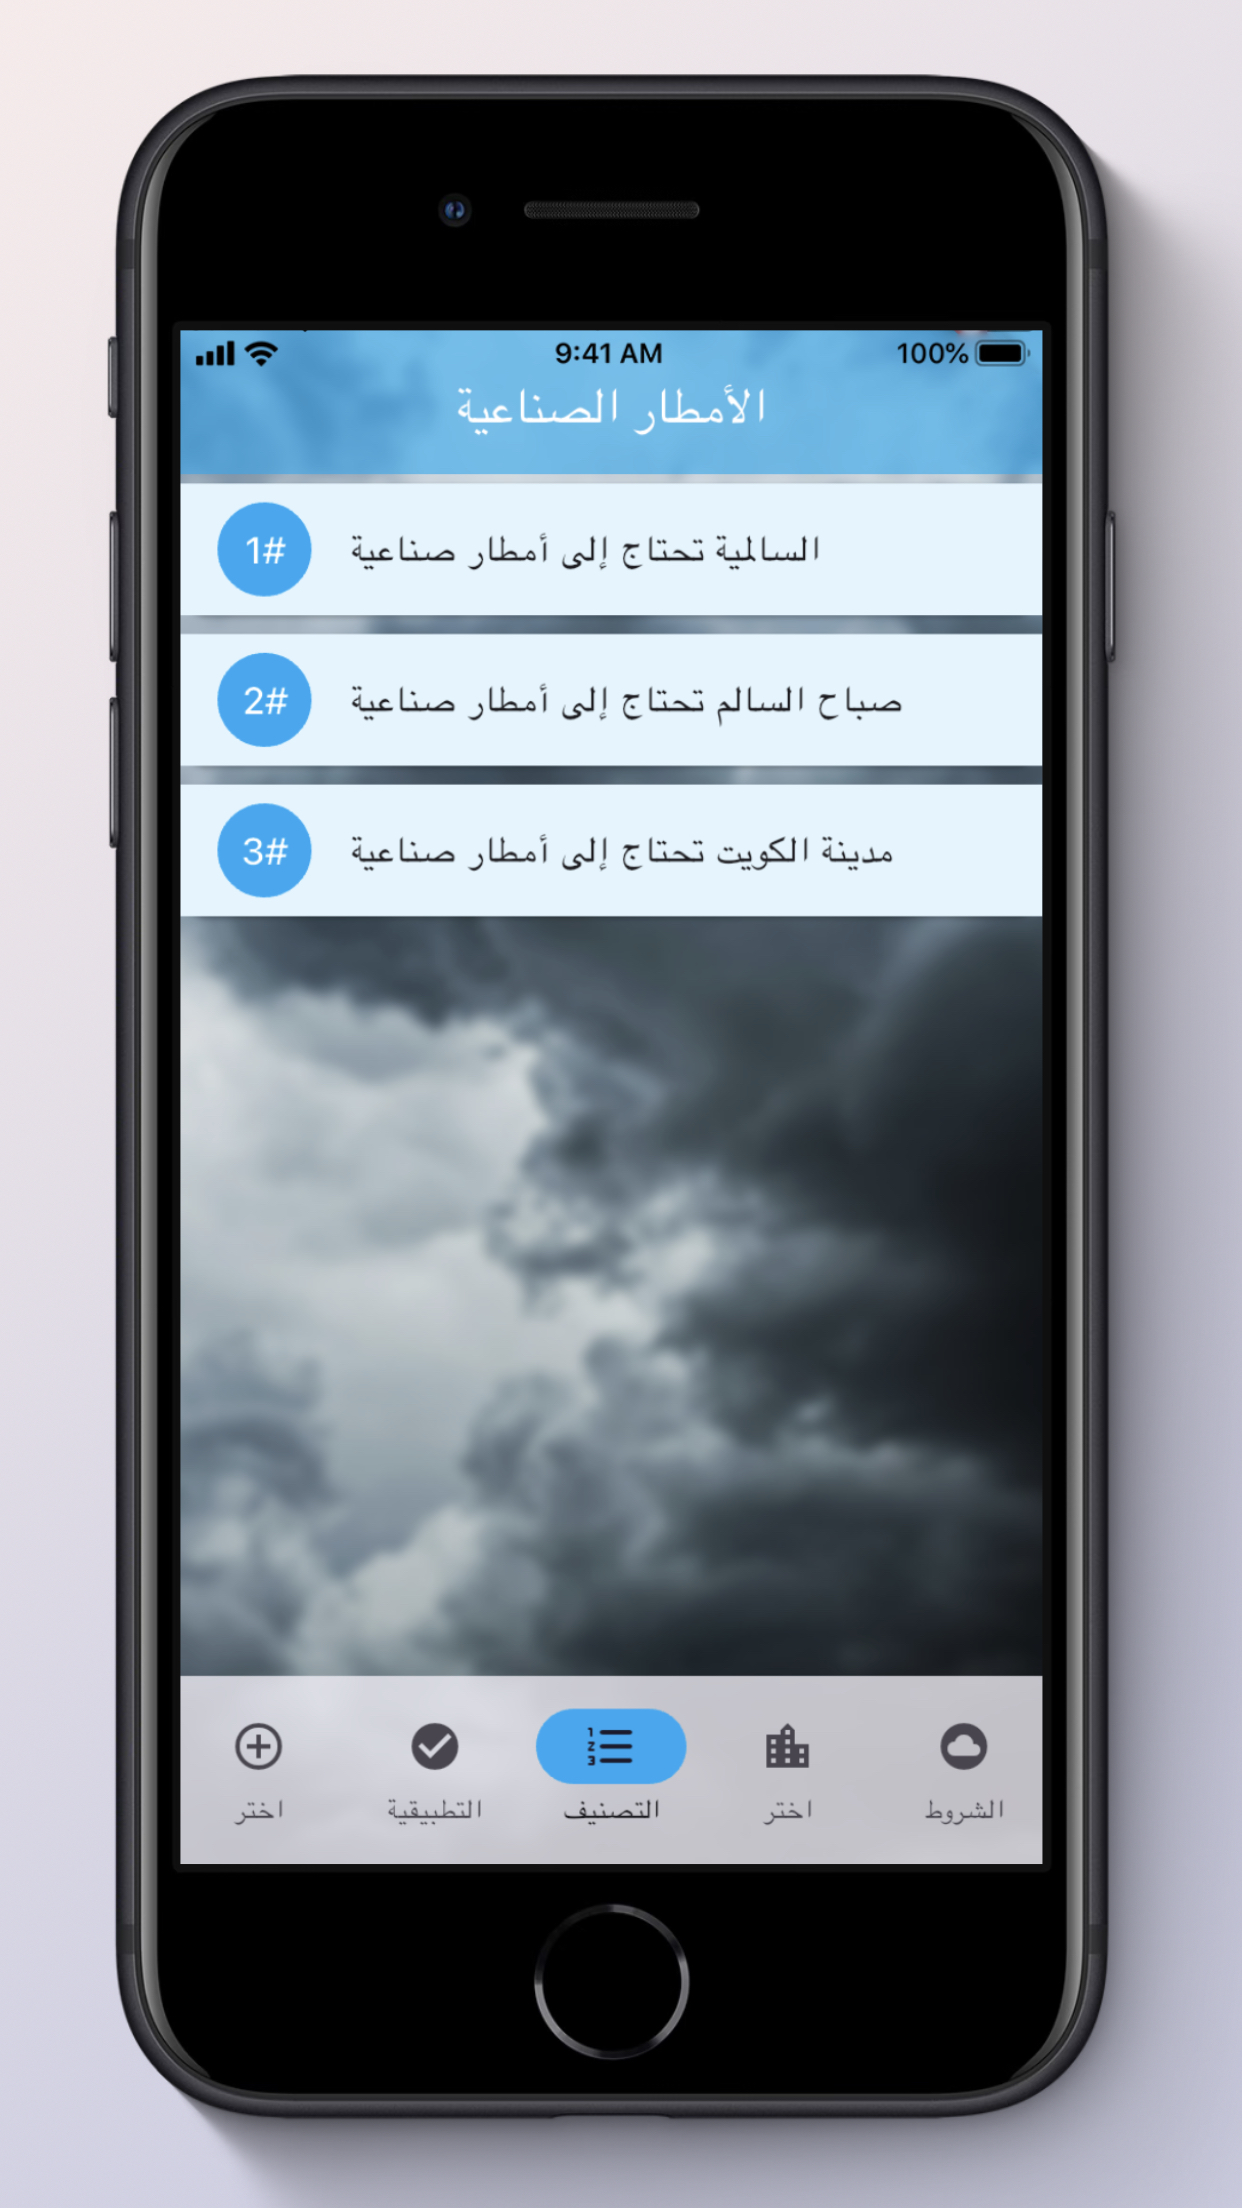 9:41 AM
100%
الأمطار الصناعية
1#
السالمية تحتاج إلى أمطار صناعية
2#
صباح السالم تحتاج إلى أمطار صناعية
3#
مدينة الكويت تحتاج إلى أمطار صناعية
الشروط
اختر
التصنيف
التطبيقية
اختر